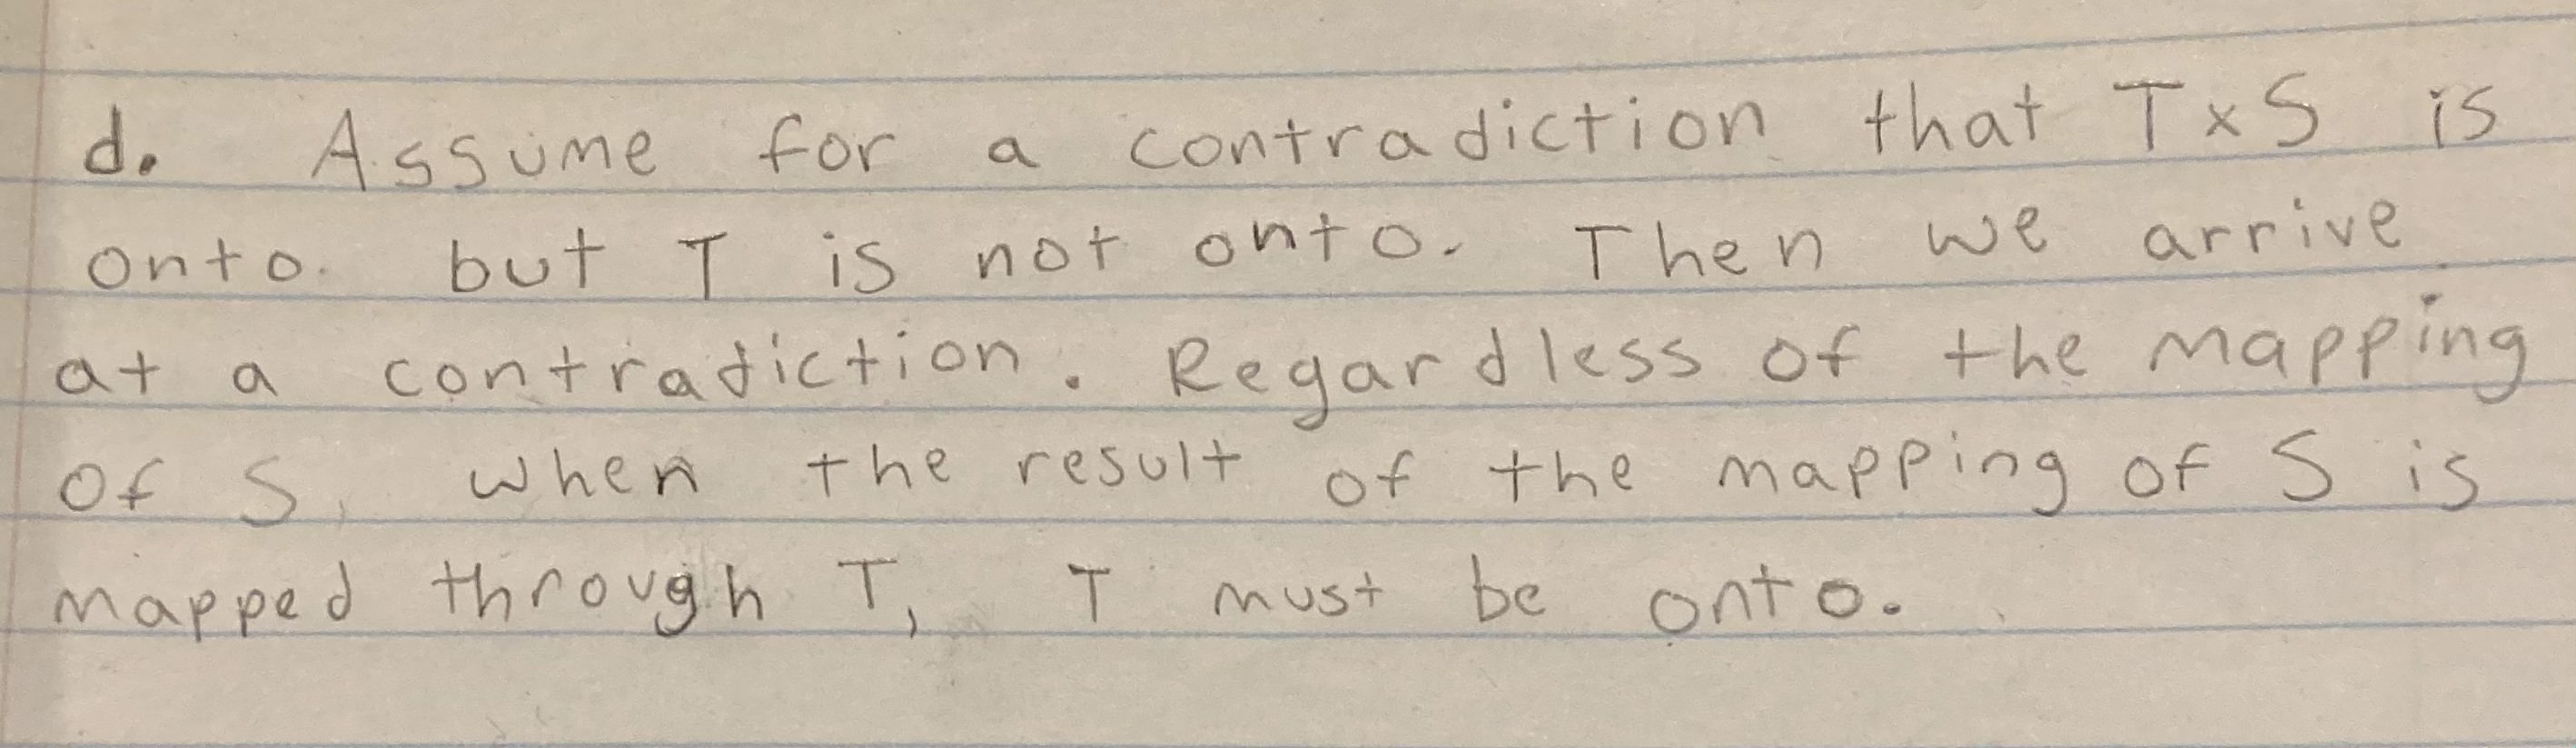 d. Assume for a contradiction that T x S is
onto but T is not onto. Then we arrive
at a contradiction. Regardless of the mapping
of S, when the result of the mapping of S is
mapped through T, T must be onto.